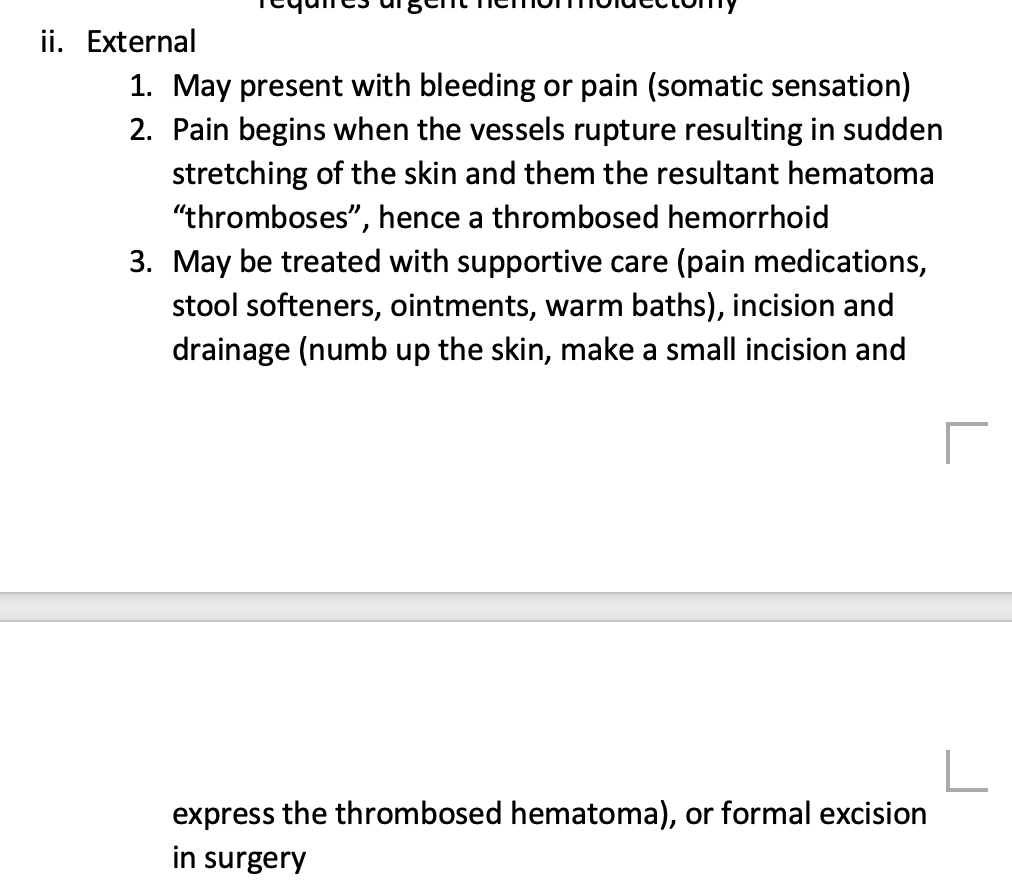 requires urgent hemorrhoidectomy
ii. External
1. May present with bleeding or pain (somatic sensation)
2. Pain begins when the vessels rupture resulting in sudden
stretching of the skin and them the resultant hematoma
“thromboses”, hence a thrombosed hemorrhoid
3. May be treated with supportive care (pain medications,
stool softeners, ointments, warm baths), incision and
drainage (numb up the skin, make a small incision and
express the thrombosed hematoma), or formal excision
in surgery